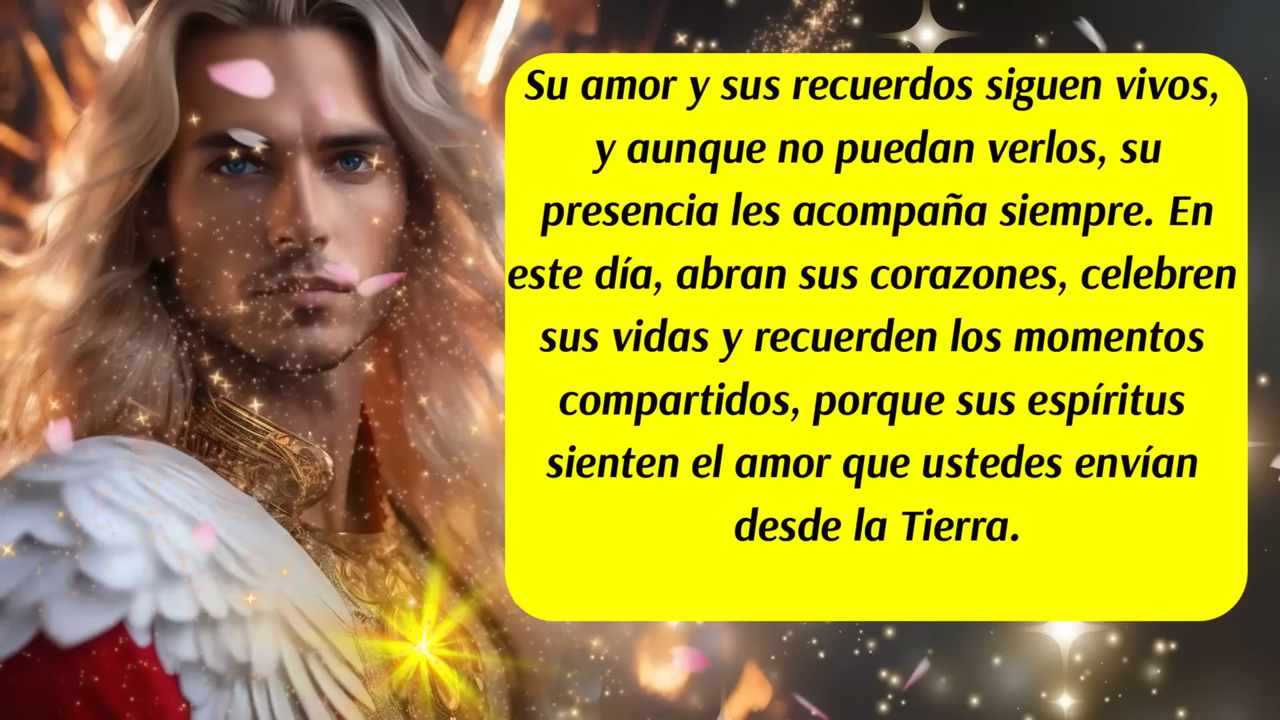 Su amor y sus recuerdos siguen vivos,
y aunque no puedan verlos, su
presencia les acompaña siempre. En
este día, abran sus corazones, celebren
sus vidas y recuerden los momentos
compartidos, porque sus espíritus
sienten el amor que ustedes envían
desde la Tierra.